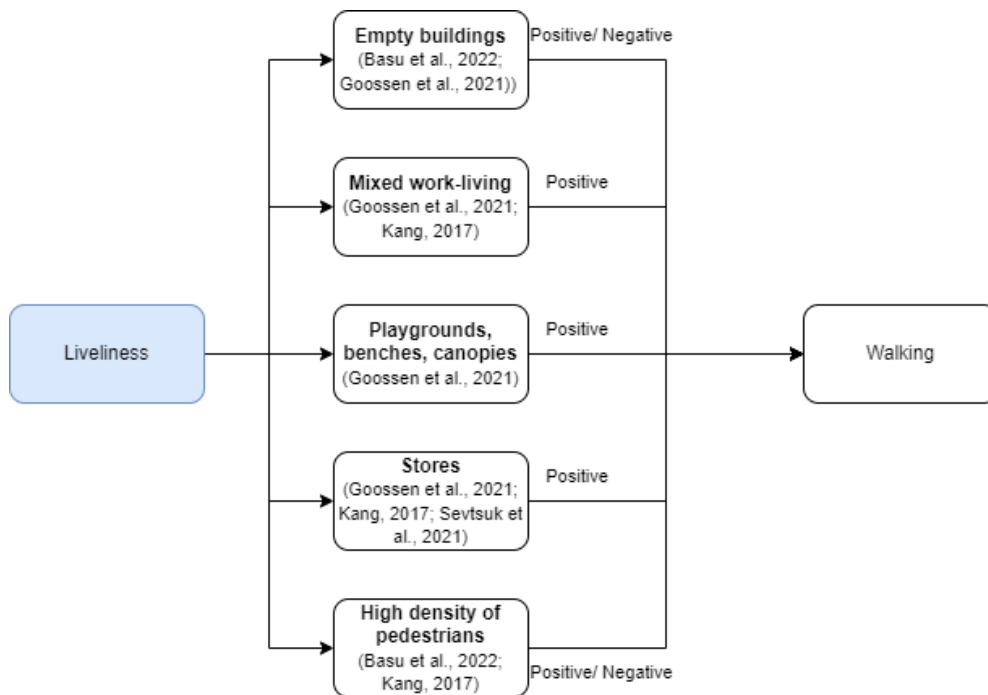 Empty buildings
(Basu et al., 2022;
Goossen et al., 2021))
Positive/ Negative
Mixed work-living
(Goossen et al., 2021;
Kang, 2017)
Positive
Liveliness
Playgrounds,
benches, canopies
(Goossen et al., 2021)
Positive
Walking
Stores
(Goossen et al., 2021;
Kang, 2017; Sevtsuk et
al., 2021)
Positive
High density of
pedestrians
(Basu et al., 2022;
Kang, 2017)
Positive/ Negative